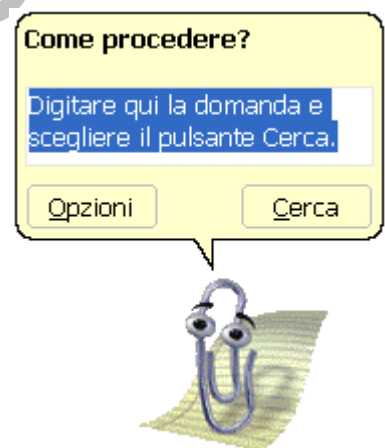 Come procedere?
Digitare qui la domanda e
scegliere il pulsante Cerca.
Opzioni
Cerca